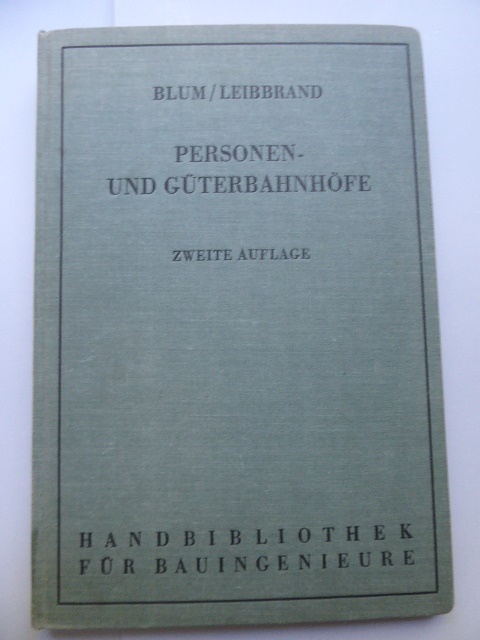 BLUM/LEIBBRAND
PERSONEN-
UND GÜTERBAHNHÖFE
ZWEITE AUFLAGE
HANDBIBLIOTHEK
FÜR BAUINGENIEURE